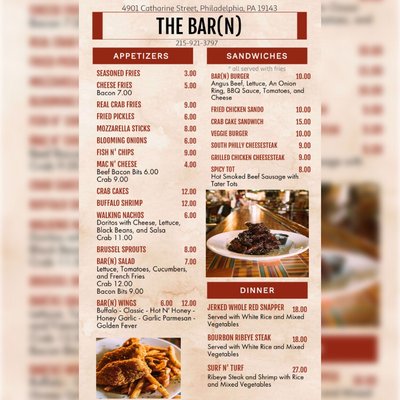 4901 Catharine Street, Philadelphia, PA 19143
THE BAR(N)
215-921-3797
APPETIZERS
SEASONED FRIES 3.00
CHEESE FRIES 5.00
Bacon 7.00
REAL CRAB FRIES 9.00
FRIED PICKLES 6.00
MOZZARELLA STICKS 8.00
BLOOMING ONIONS 6.00
FISH N' CHIPS 9.00
MAC N' CHEESE 4.00
Beef Bacon Bits 6.00
Crab 9.00
CRAB CAKES 12.00
BUFFALO SHRIMP 12.00
WALKING NACHOS 6.00
Doritos with Cheese, Lettuce,
Black Beans, and Salsa
Crab 11.00
BRUSSEL SPROUTS 8.00
BAR(N) SALAD 7.00
Lettuce, Tomatoes, Cucumbers,
and French Fries
Crab 12.00
Bacon Bits 9.00
BAR(N) WINGS 6.00 12.00
Buffalo - Classic - Hot N' Honey -
Honey Garlic - Garlic Parmesan -
Golden Fever
SANDWICHES
* all served with fries
BAR(N) BURGER 10.00
Angus Beef, Lettuce, An Onion
Ring, BBQ Sauce, Tomatoes, and
Cheese
FRIED CHICKEN SANDO 10.00
CRAB CAKE SANDWICH 15.00
VEGGIE BURGER 10.00
SOUTH PHILLY CHEESESTEAK 9.00
GRILLED CHICKEN CHEESESTEAK 9.00
SPICY TOT 8.00
Hot Smoked Beef Sausage with
Tater Tots
DINNER
JERKED WHOLE RED SNAPPER 18.00
Served with White Rice and Mixed
Vegetables
BOURBON RIBEYE STEAK 18.00
Served with White Rice and Mixed
Vegetables
SURF N' TURF 27.00
Ribeye Steak and Shrimp with Rice
and Mixed Vegetables